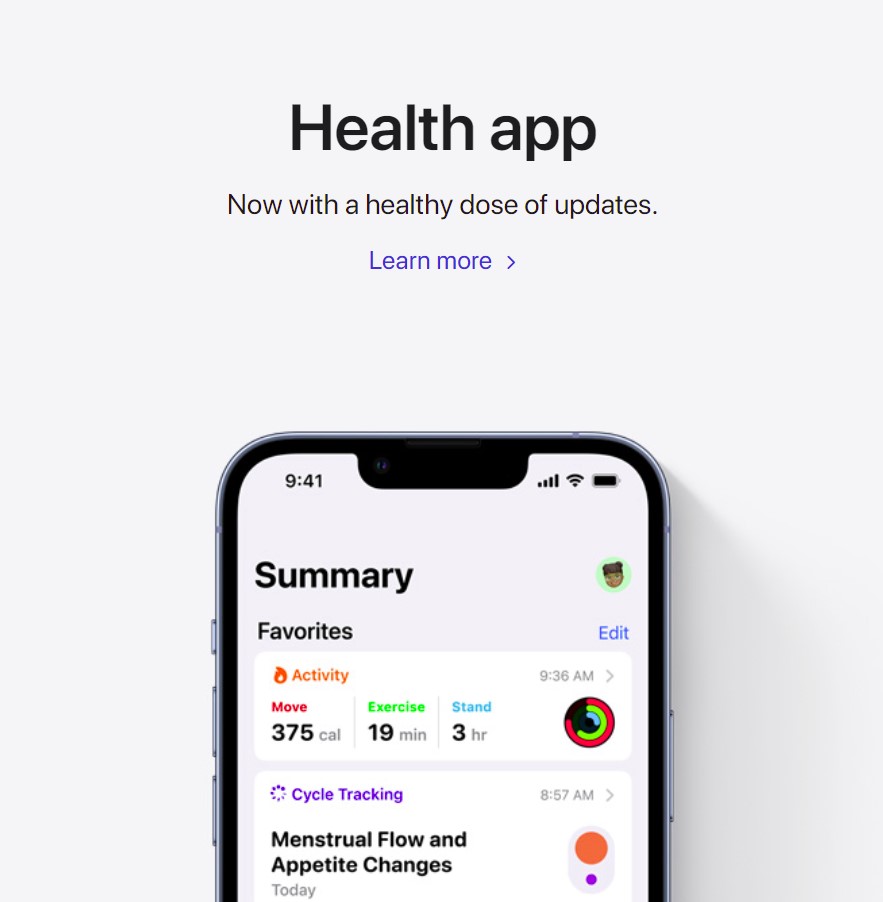 Health app
Now with a healthy dose of updates.
Learn more >
9:41
Summary
Favorites
Edit
Activity
9:36 AM >
Move
Exercise
Stand
375 cal
19 min
3 hr
Cycle Tracking
8:57 AM >
Menstrual Flow and
Appetite Changes
Today